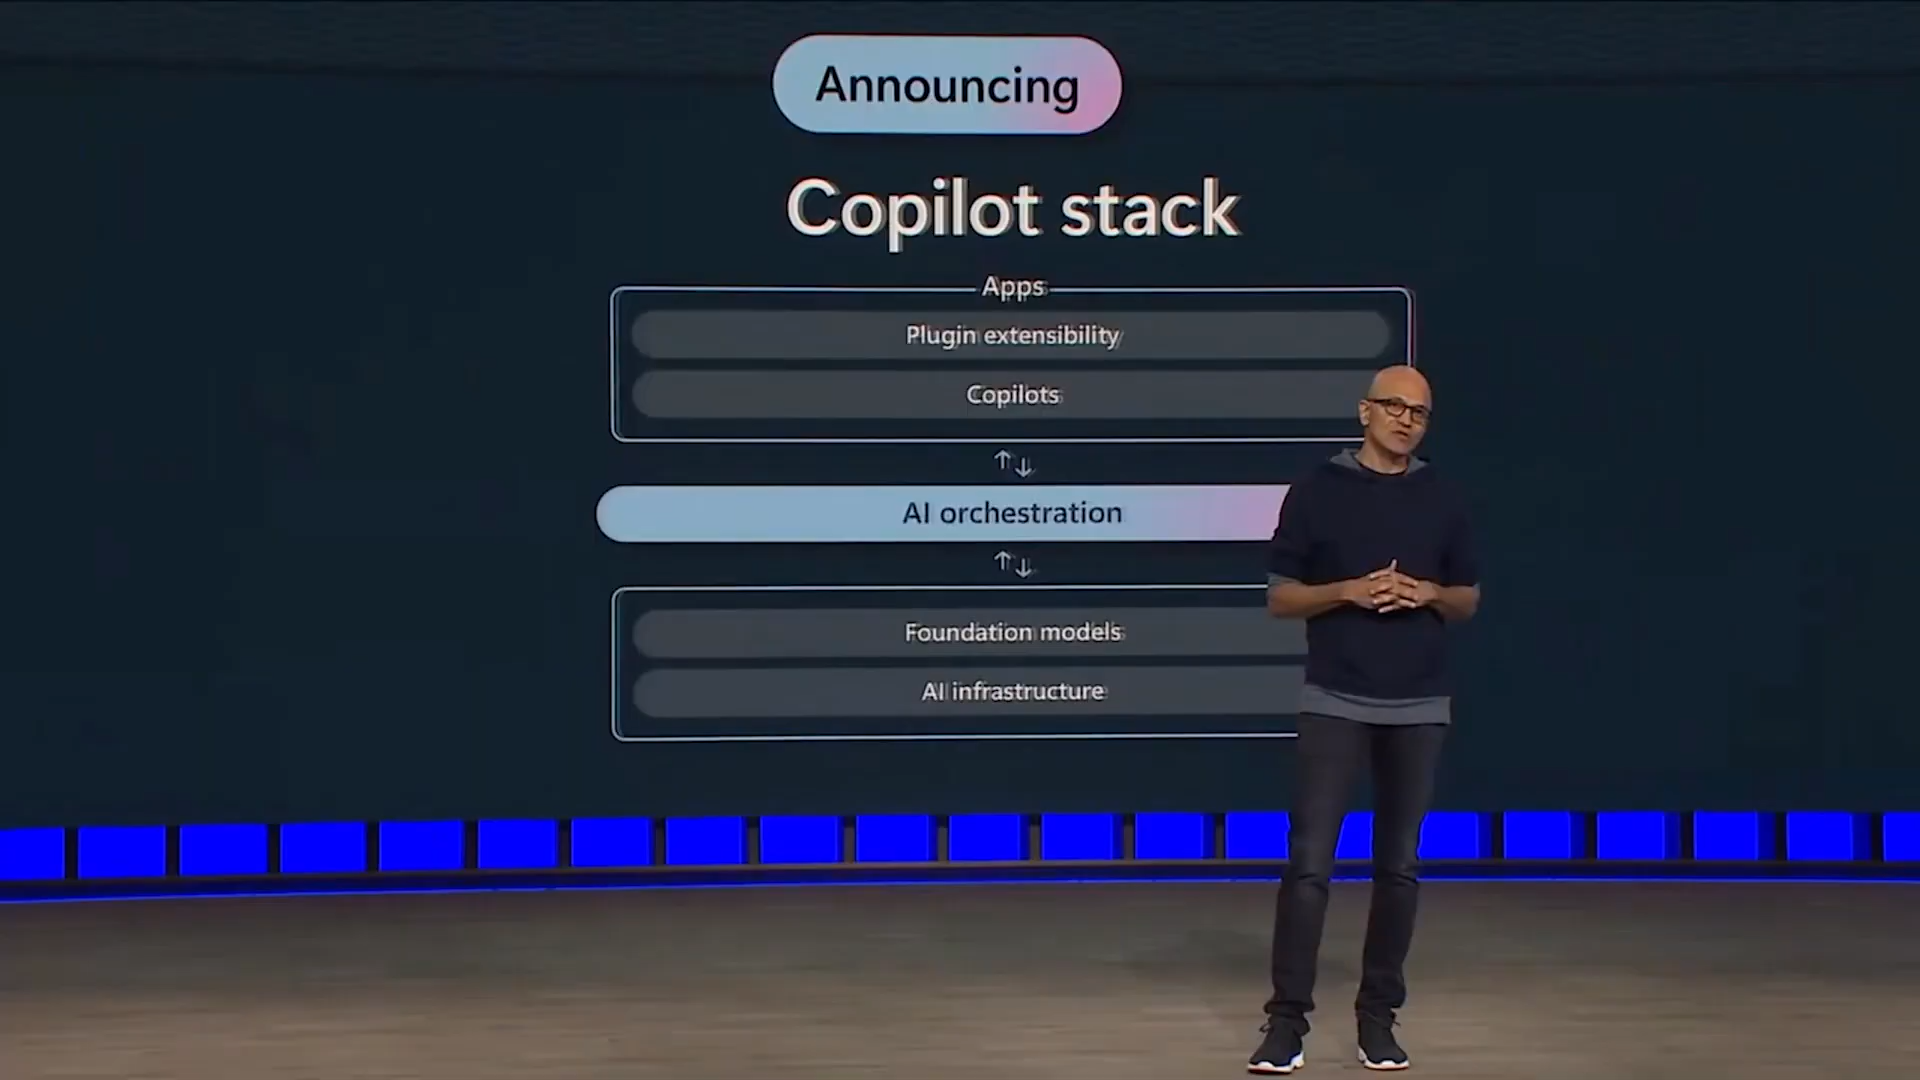 Announcing
Copilot stack
Apps
Plugin extensibility
Copilots
AI orchestration
Foundation models
AI infrastructure